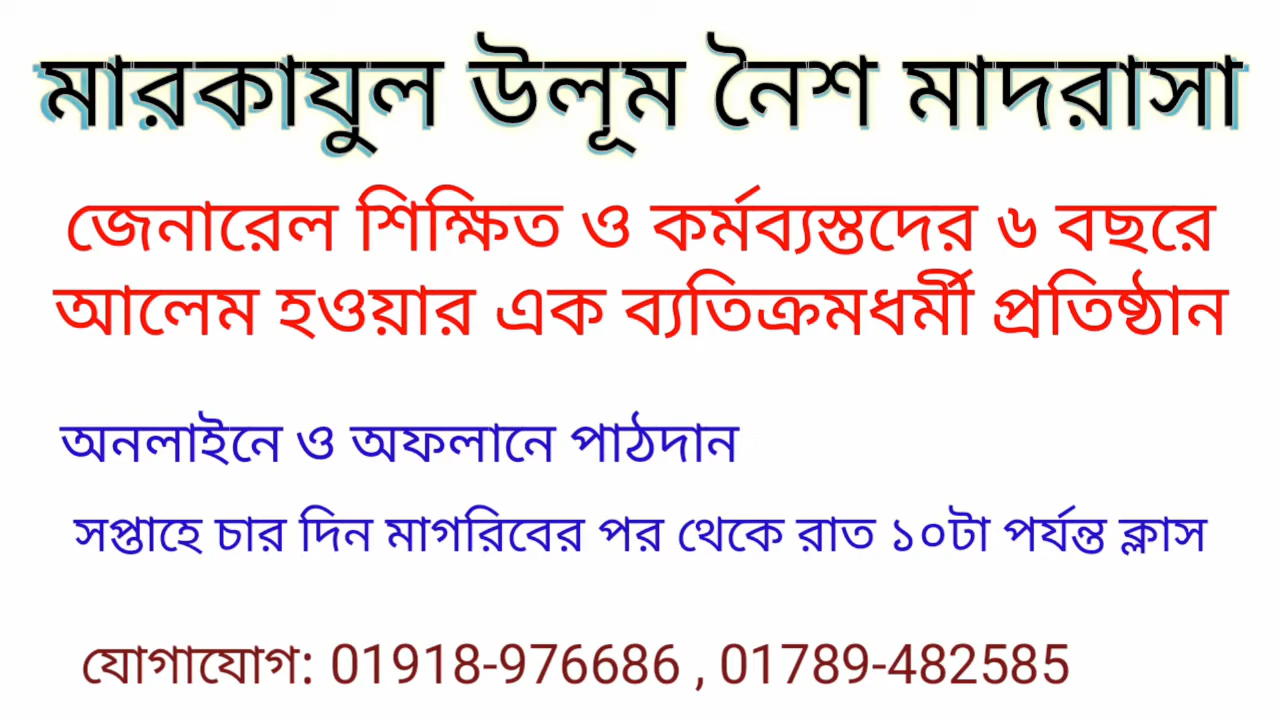 মারকাযুল উলূম নৈশ মাদরাসা
জেনারেল শিক্ষিত ও কর্মব্যস্তদের ৬ বছরে
আলেম হওয়ার এক ব্যতিক্রমধর্মী প্রতিষ্ঠান
অনলাইনে ও অফলানে পাঠদান
সপ্তাহে চার দিন মাগরিবের পর থেকে রাত ১০টা পর্যন্ত ক্লাস
যোগাযোগ: 01918-976686 , 01789-482585